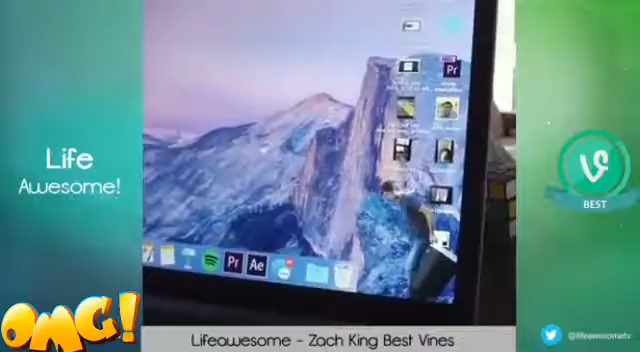 Life
Awesome!
Pr
Pr
Ae
BEST
OMG!
@lifeawesometv
Lifeawesome - Zach King Best Vines